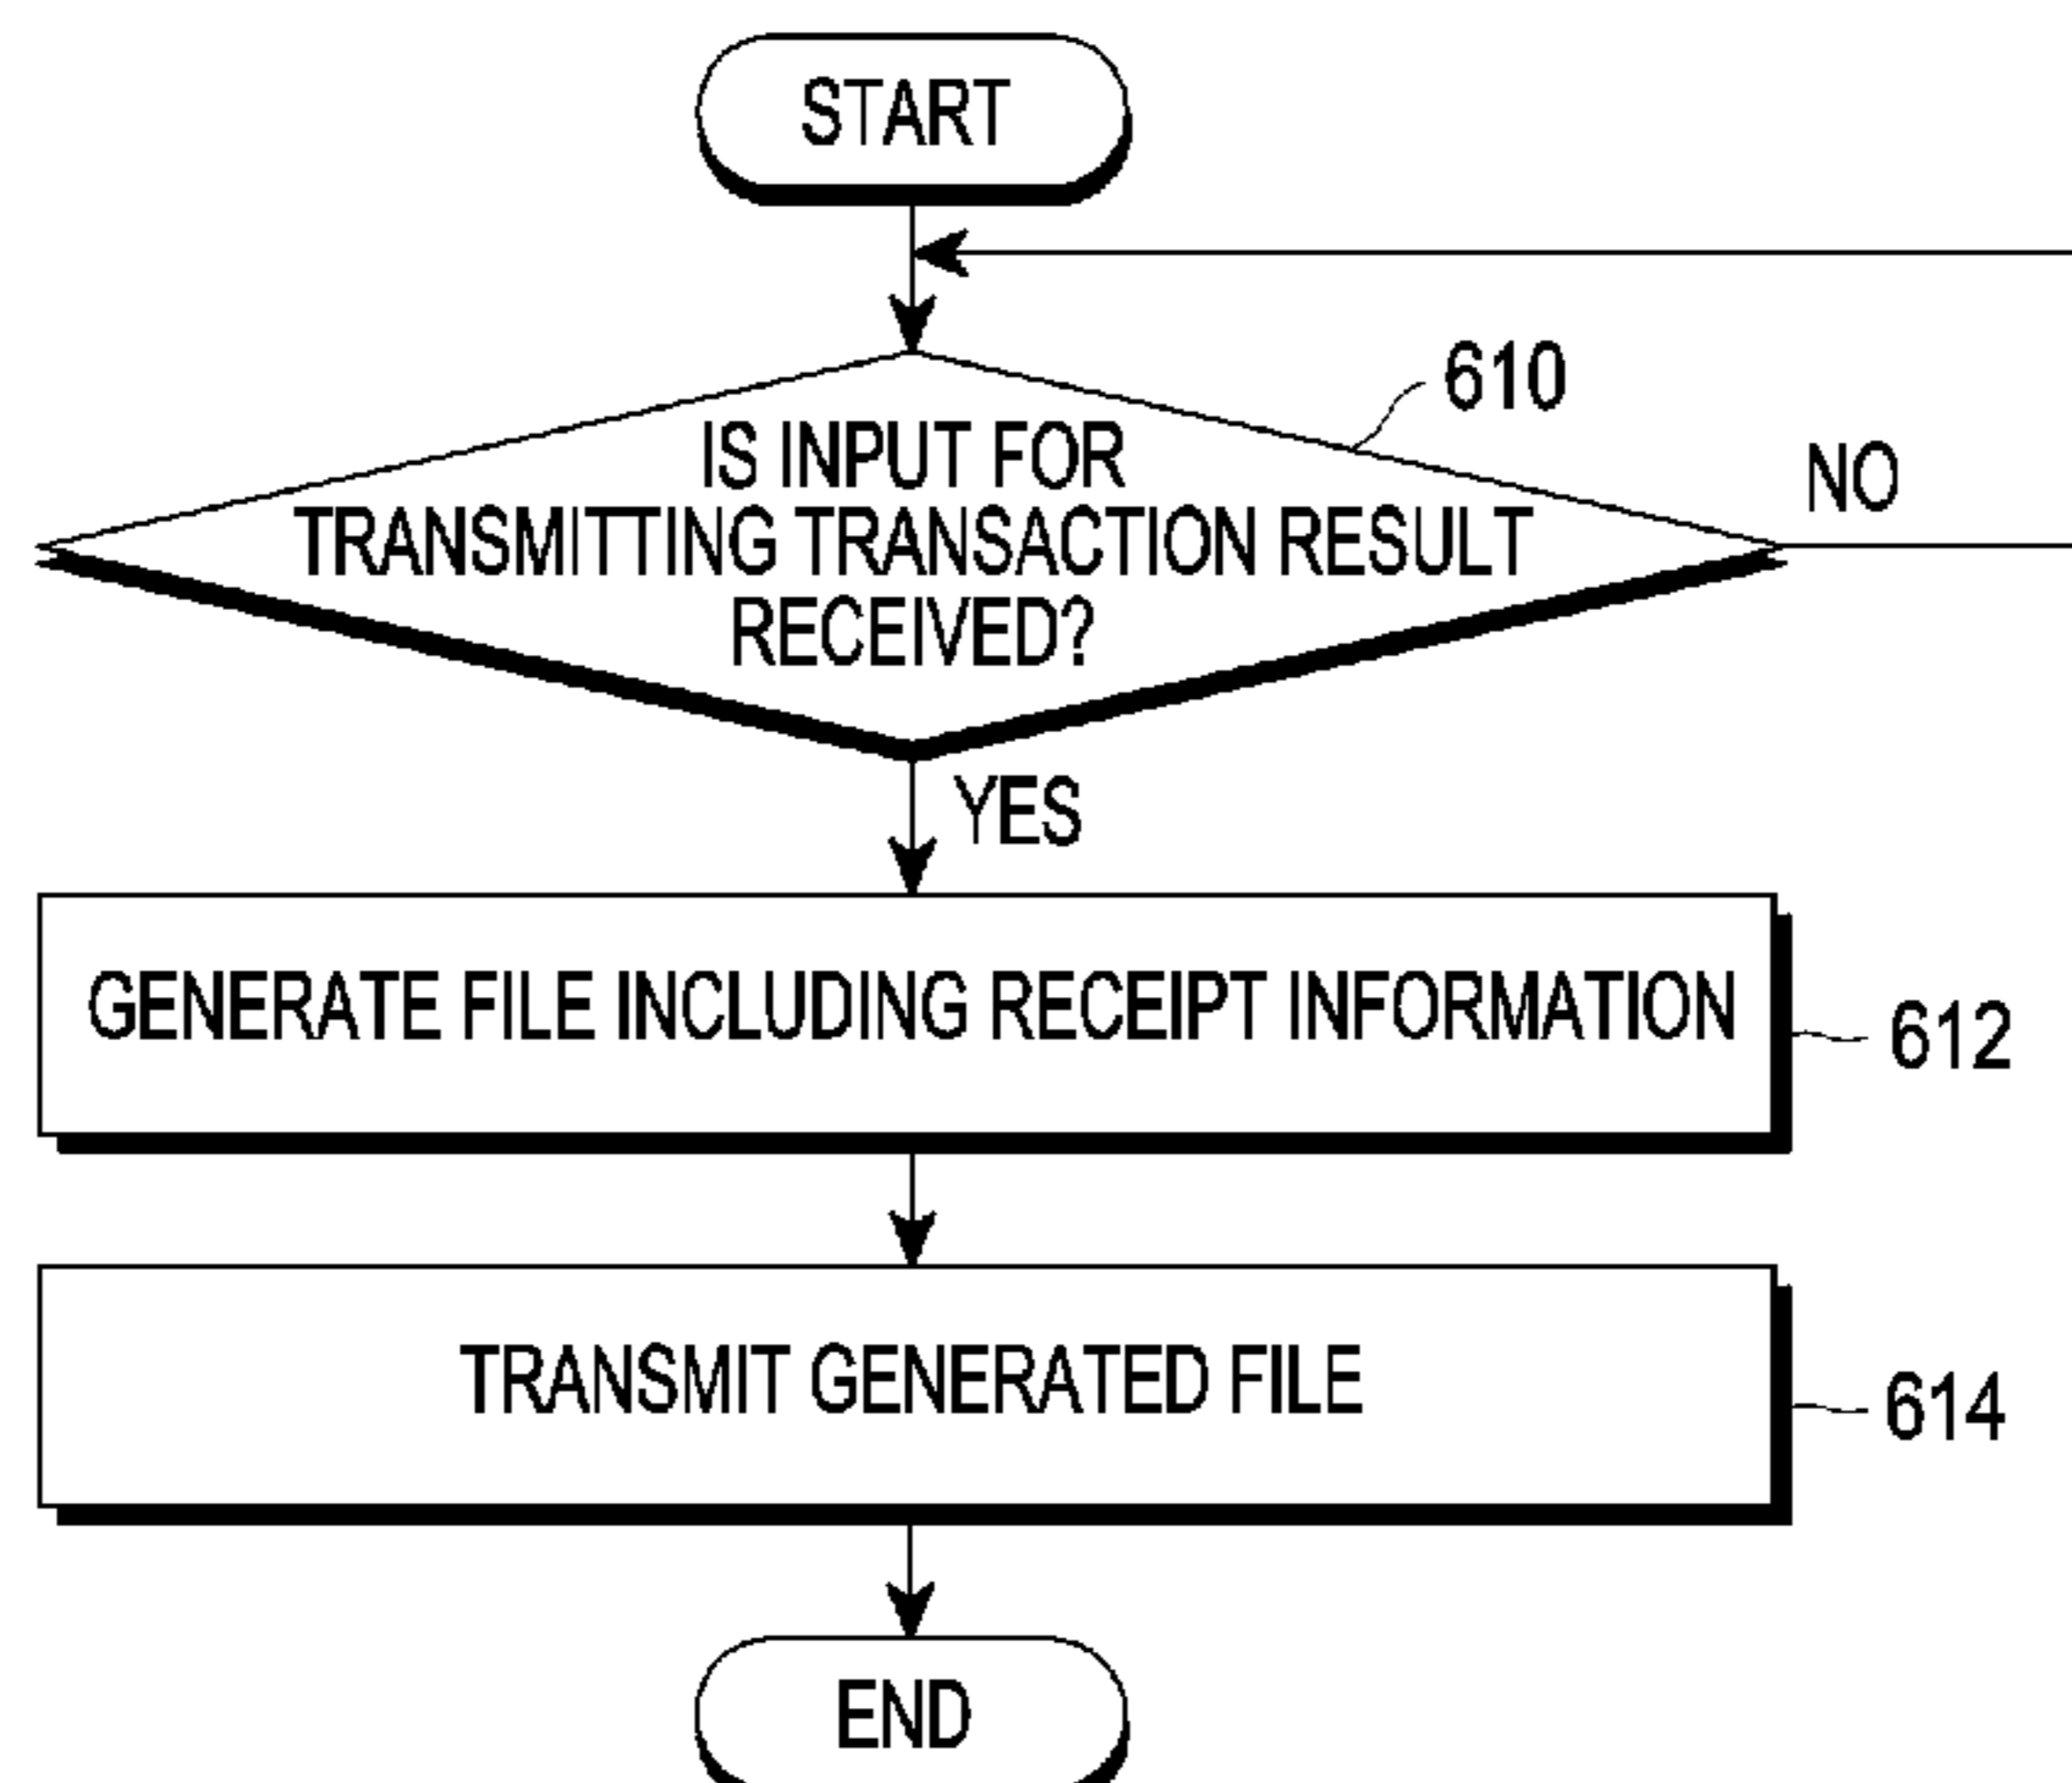 START
610
IS INPUT FOR
TRANSMITTING TRANSACTION RESULT
RECEIVED?
NO
YES
GENERATE FILE INCLUDING RECEIPT INFORMATION
612
TRANSMIT GENERATED FILE
614
END